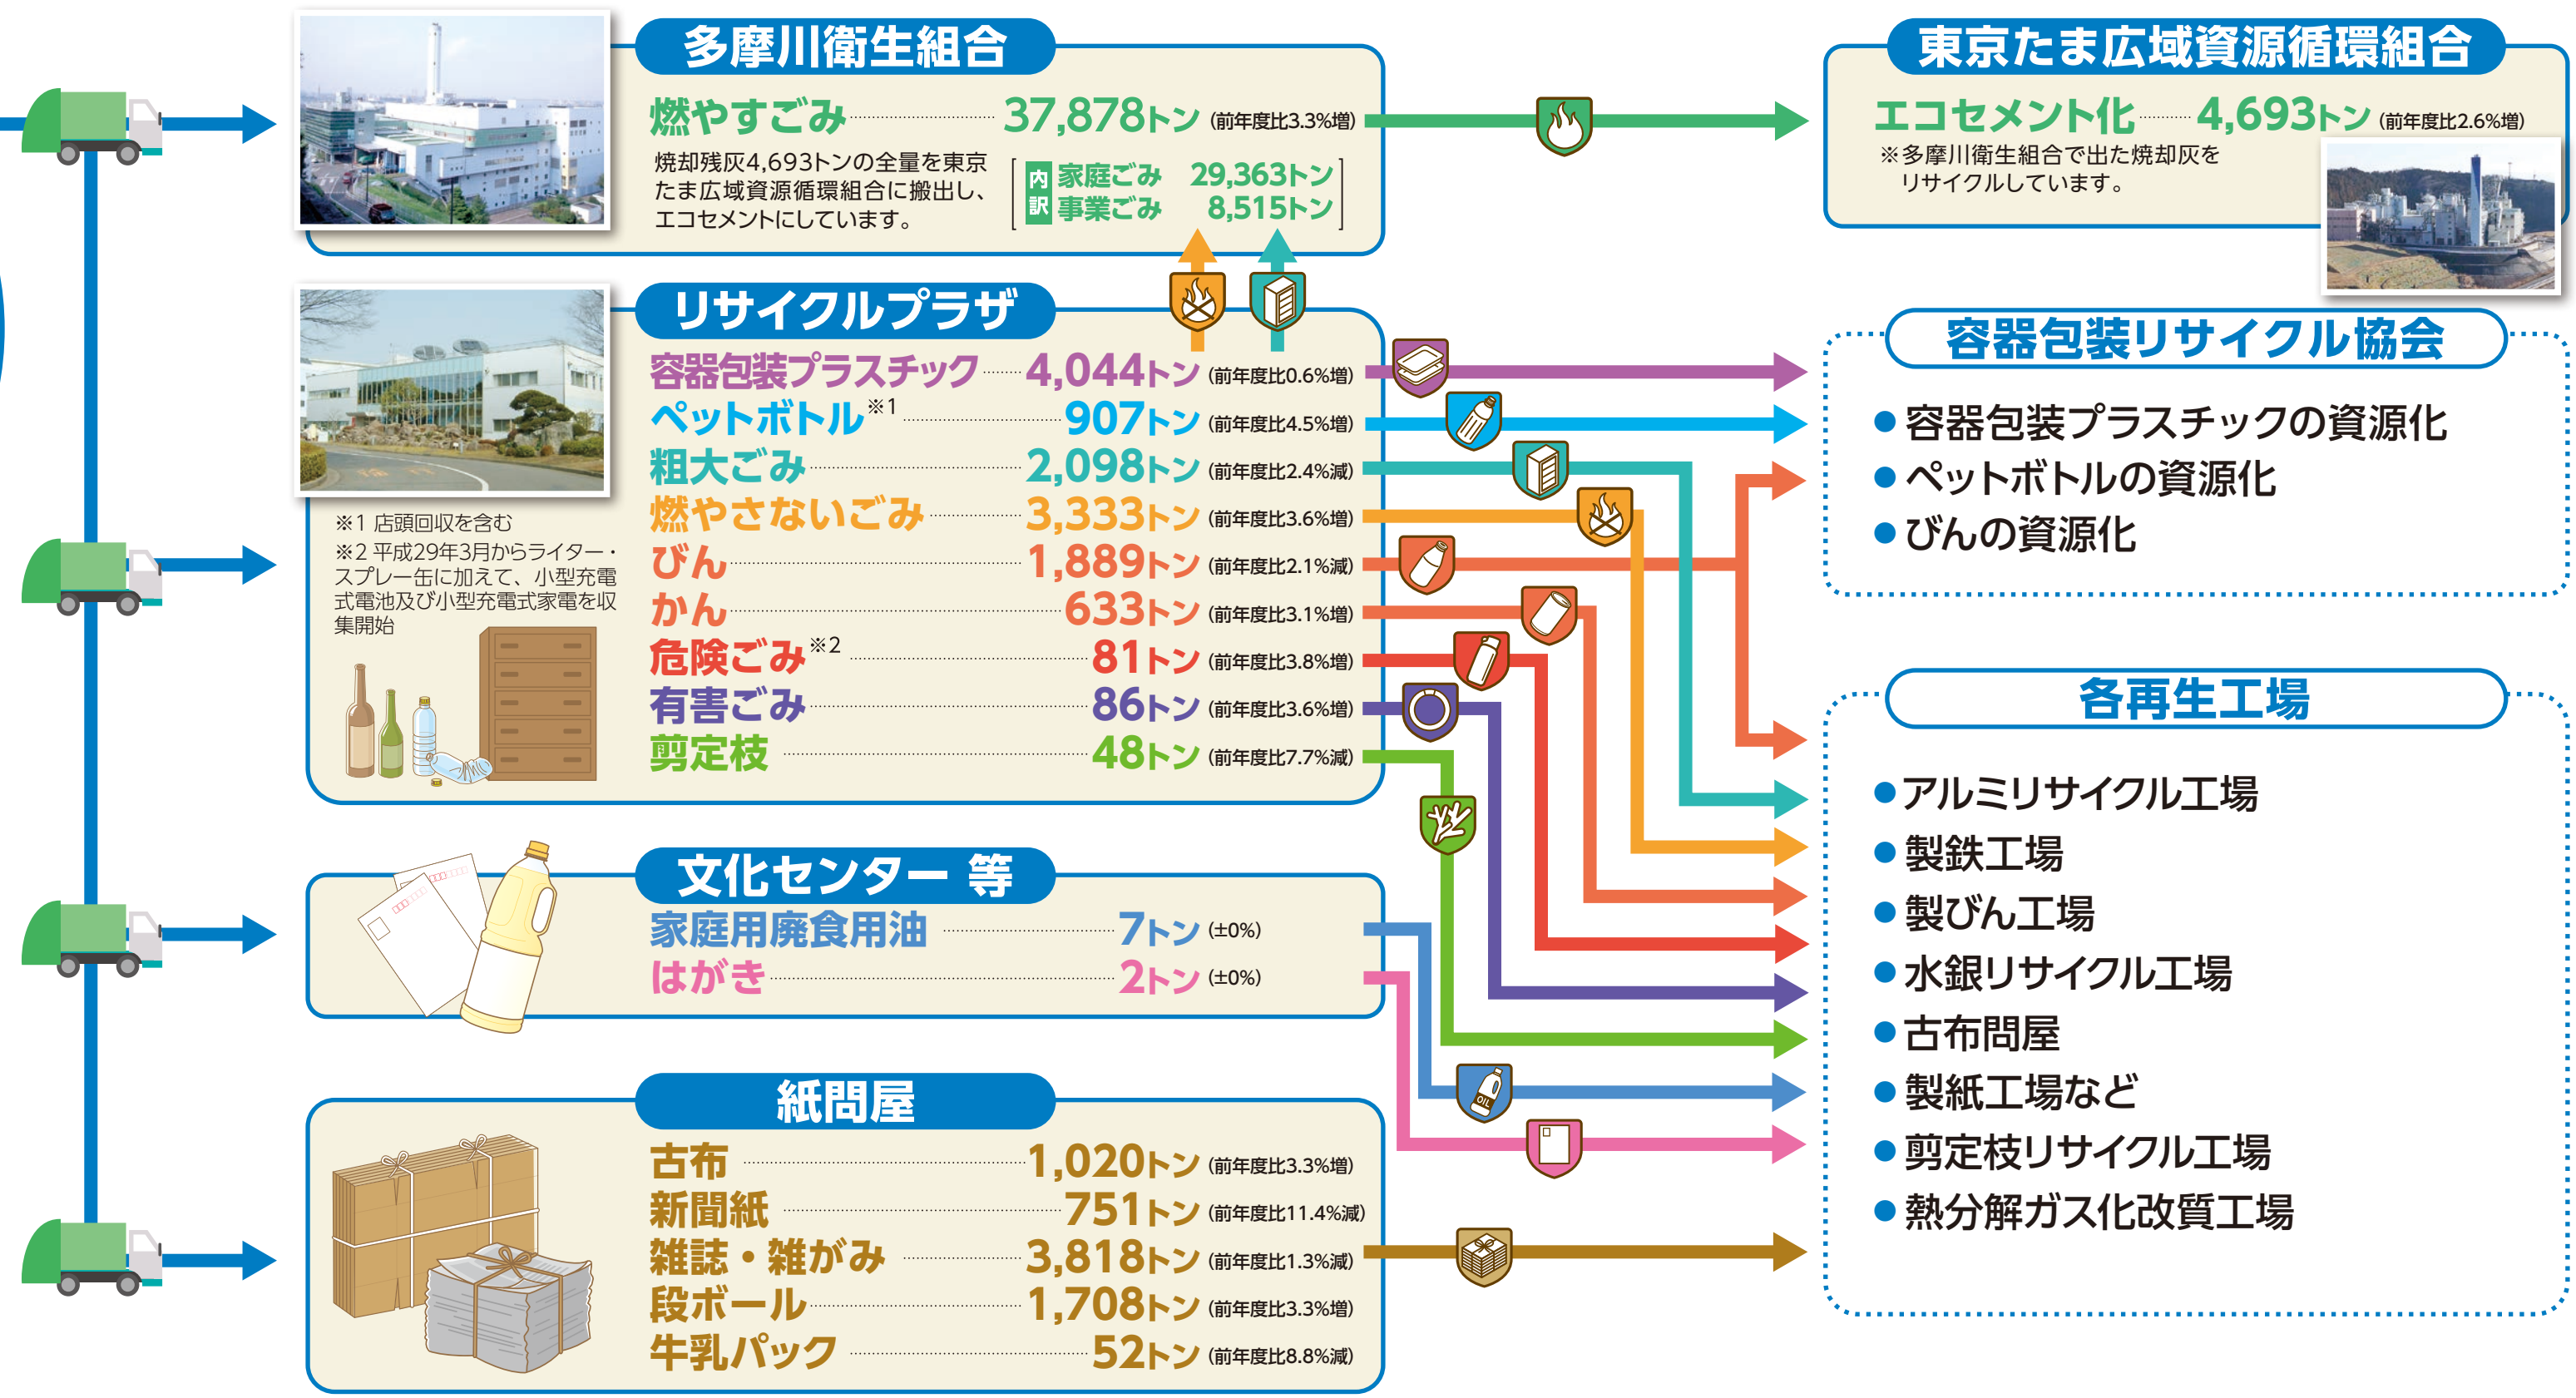 多摩川衛生組合
燃やすごみ 37,878トン (前年度比3.3%増)
焼却残灰4,693トンの全量を東京
たま広域資源循環組合に搬出し、
エコセメントにしています。
内訳
家庭ごみ 29,363トン
事業ごみ 8,515トン
東京たま広域資源循環組合
エコセメント化 4,693トン (前年度比2.6%増)
※多摩川衛生組合で出た焼却灰を
リサイクルしています。
リサイクルプラザ
容器包装プラスチック 4,044トン (前年度比0.6%増)
ペットボトル※1 907トン (前年度比4.5%増)
粗大ごみ 2,098トン (前年度比2.4%減)
燃やさないごみ 3,333トン (前年度比3.6%増)
びん 1,889トン (前年度比2.1%減)
かん 633トン (前年度比3.1%増)
危険ごみ※2 81トン (前年度比3.8%増)
有害ごみ 86トン (前年度比3.6%増)
剪定枝 48トン (前年度比7.7%減)
※1 店頭回収を含む
※2 平成29年3月からライター・
スプレー缶に加えて、小型充電
式電池及び小型充電式家電を収
集開始
容器包装リサイクル協会
●容器包装プラスチックの資源化
●ペットボトルの資源化
●びんの資源化
文化センター 等
家庭用廃食用油 7トン (±0%)
はがき 2トン (±0%)
紙問屋
古布 1,020トン (前年度比3.3%増)
新聞紙 751トン (前年度比11.4%減)
雑誌・雑がみ 3,818トン (前年度比1.3%減)
段ボール 1,708トン (前年度比3.3%増)
牛乳パック 52トン (前年度比8.8%減)
OIL
各再生工場
●アルミリサイクル工場
●製鉄工場
●製びん工場
●水銀リサイクル工場
●古布問屋
●製紙工場など
●剪定枝リサイクル工場
●熱分解ガス化改質工場